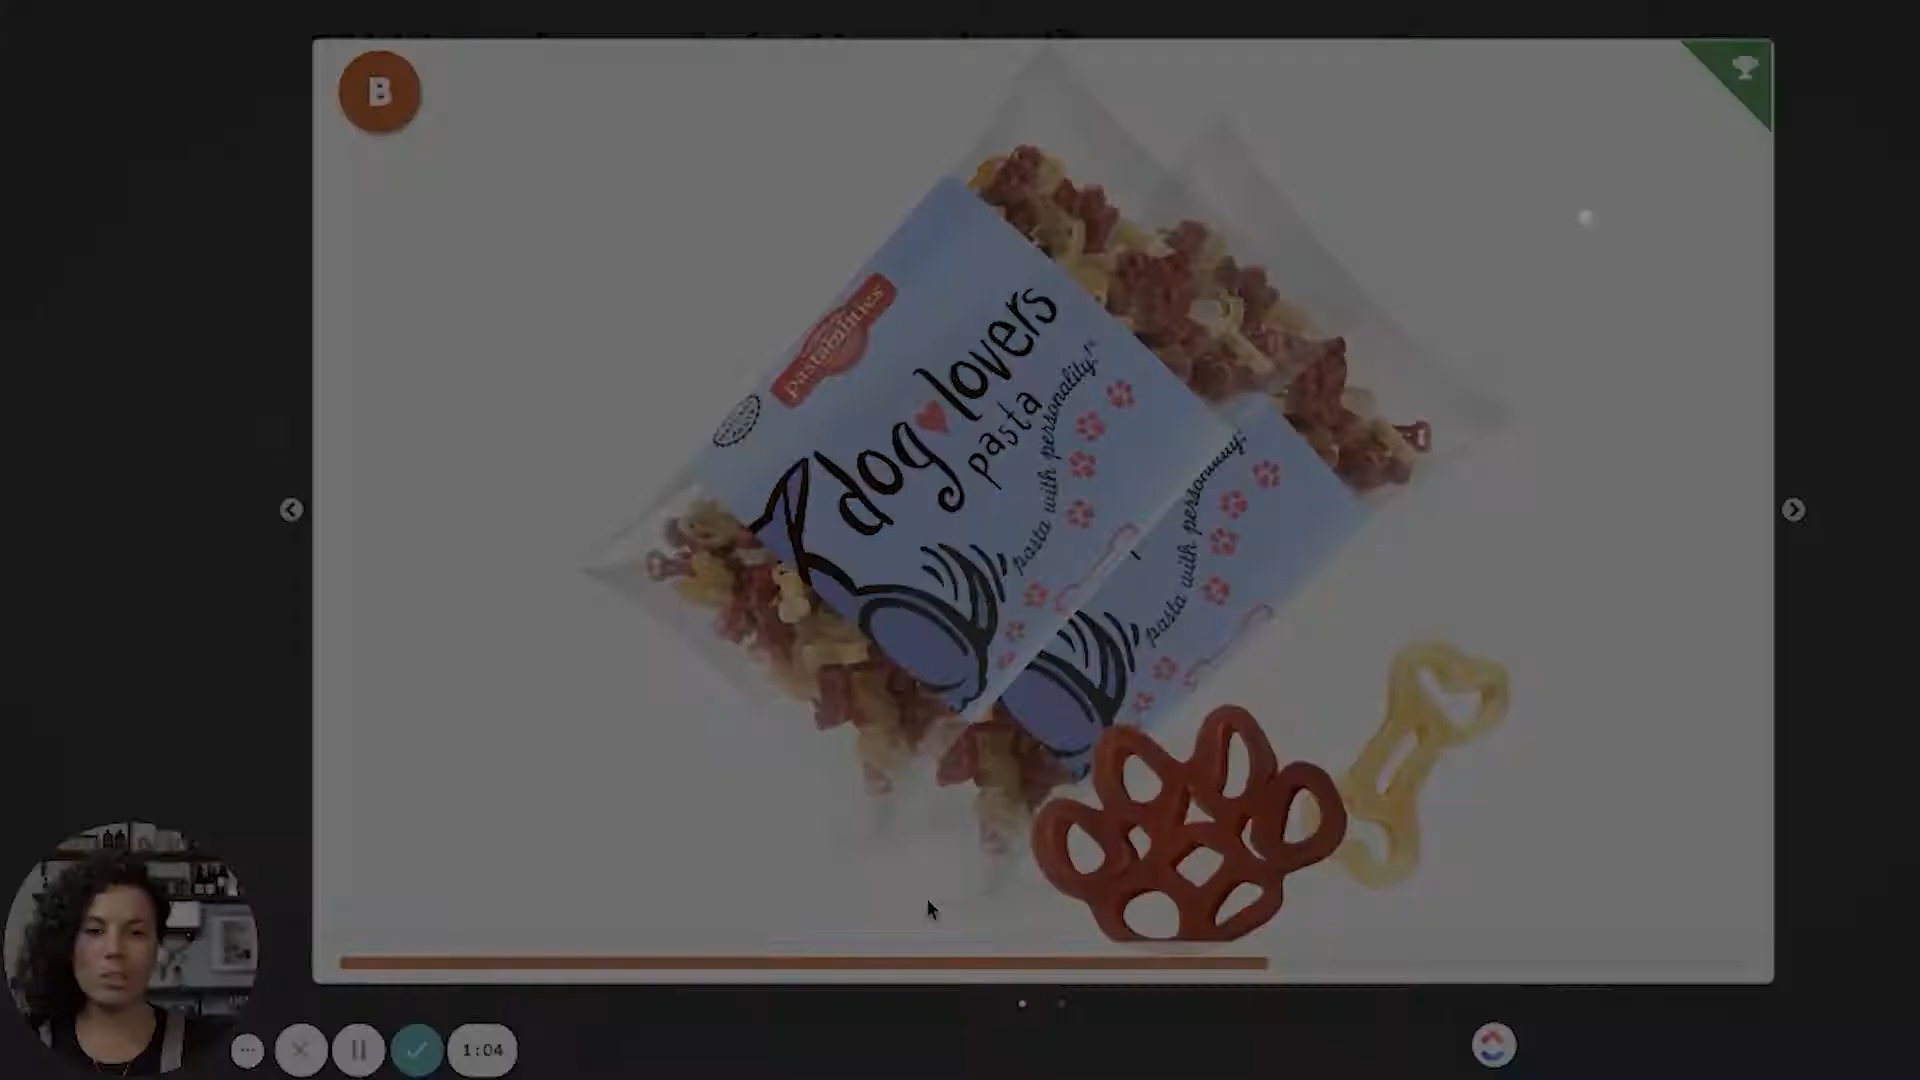 B
Pastabilities
dog lovers
pasta
pasta with personality!
pasta with personality!
1:04